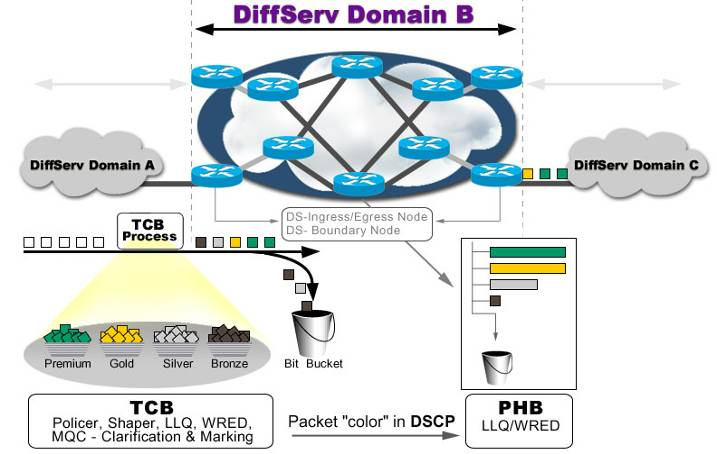 DiffServ Domain B
DiffServ Domain A
DiffServ Domain C
DS-Ingress/Egress Node
DS- Boundary Node
TCB
Process
Premium
Gold
Silver
Bronze
Bit Bucket
TCB
Policer, Shaper, LLQ, WRED,
MQC - Clarification & Marking
Packet "color" in DSCP
PHB
LLQ/WRED